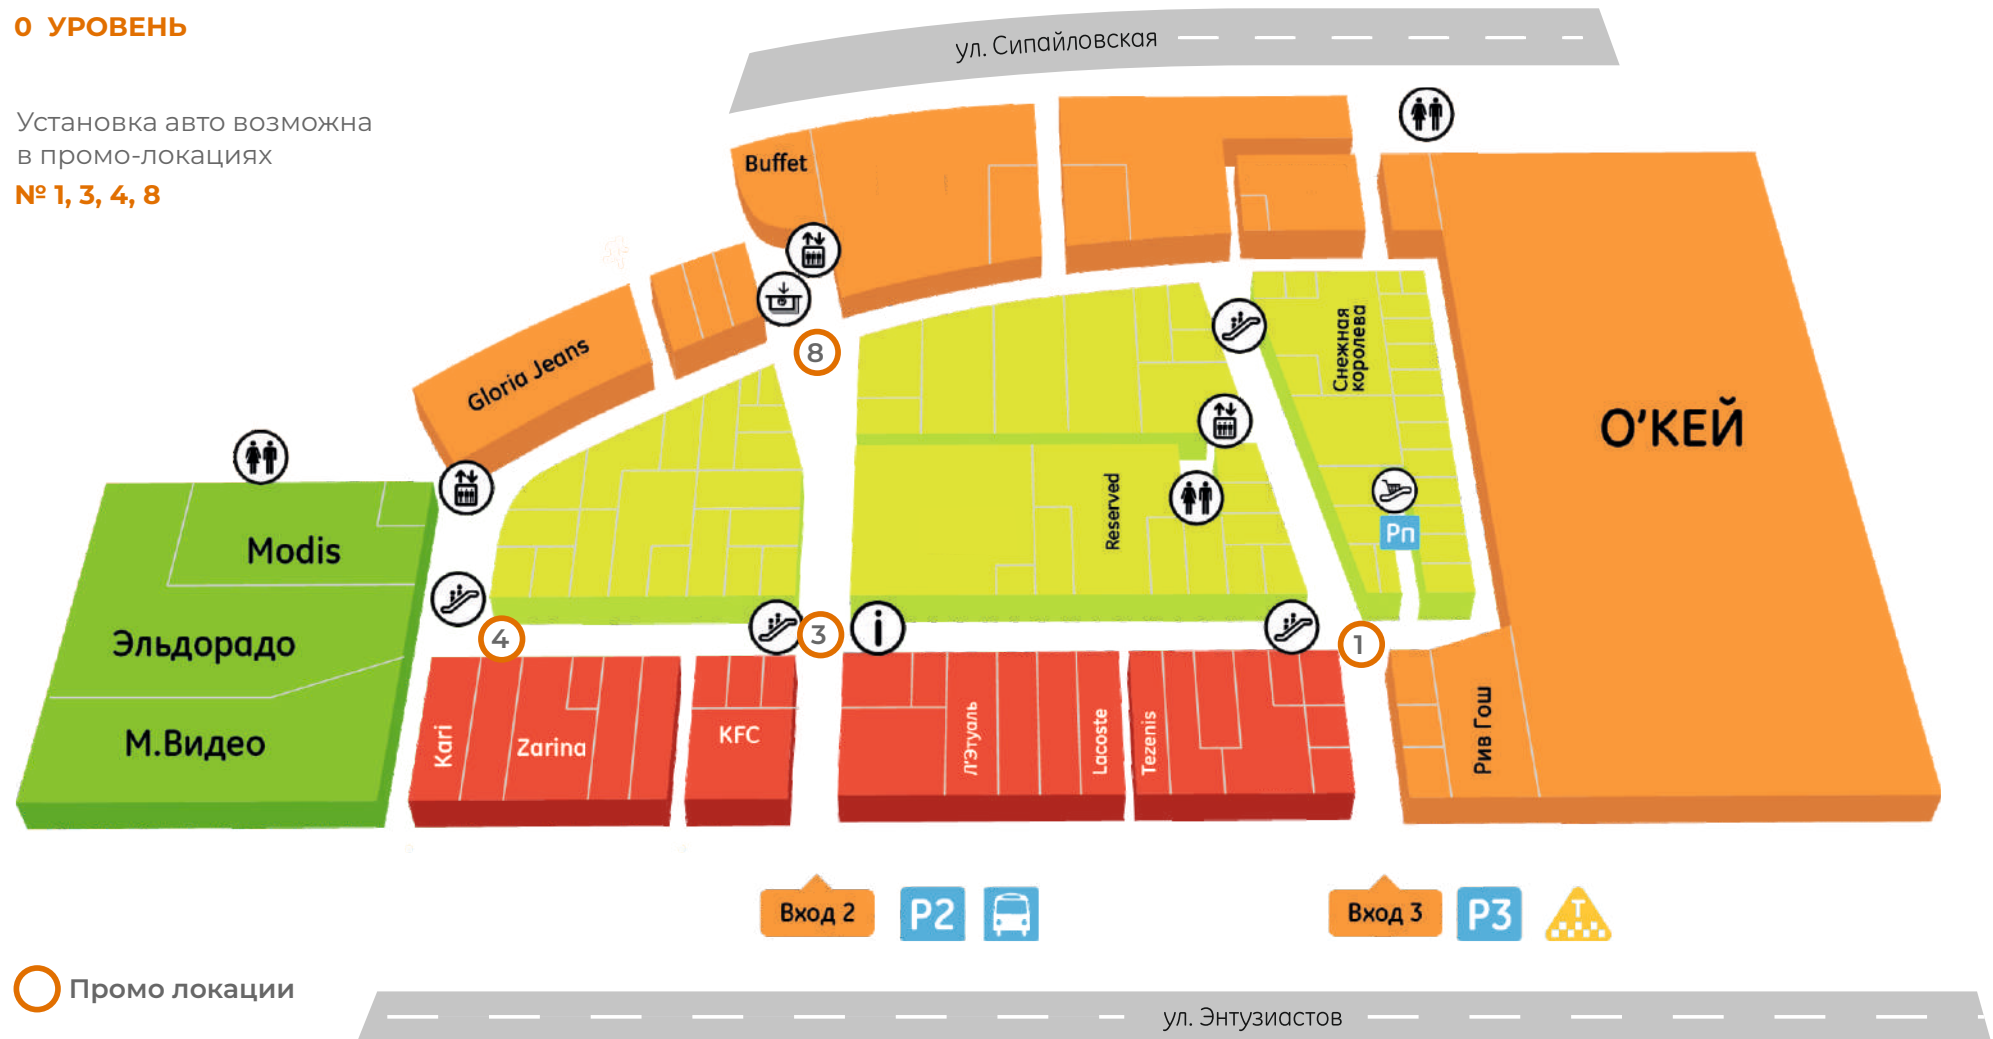 0 УРОВЕНЬ
Установка авто возможна
в промо-локациях
№ 1, 3, 4, 8
ул. Сипайловская
Buffet
Gloria Jeans
8
Снежная
королева
О'КЕЙ
Reserved
Рп
Modis
Эльдорадо
М.Видео
4
3
i
1
Kari
Zarina
KFC
Л'Этуаль
Lacoste
Tezenis
Рив Гош
Вход 2
P2
Вход 3
P3
T
Промо локации
ул. Энтузиастов